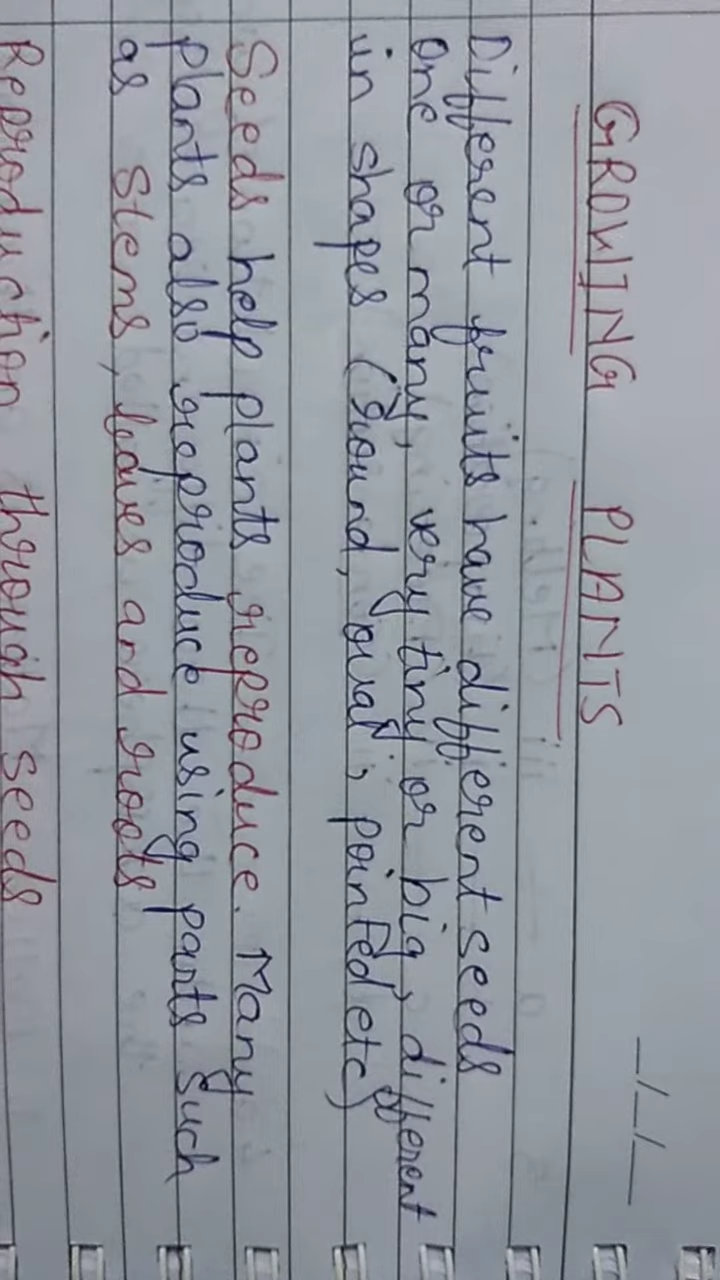 GROWING PLANTS
Different fruits have different seeds
one or many, very tiny or big, different
in shapes (round, oval, pointed etc)
Seeds help plants reproduce. Many
plants also reproduce using parts such
as stems, leaves and roots
Reproduction through seeds